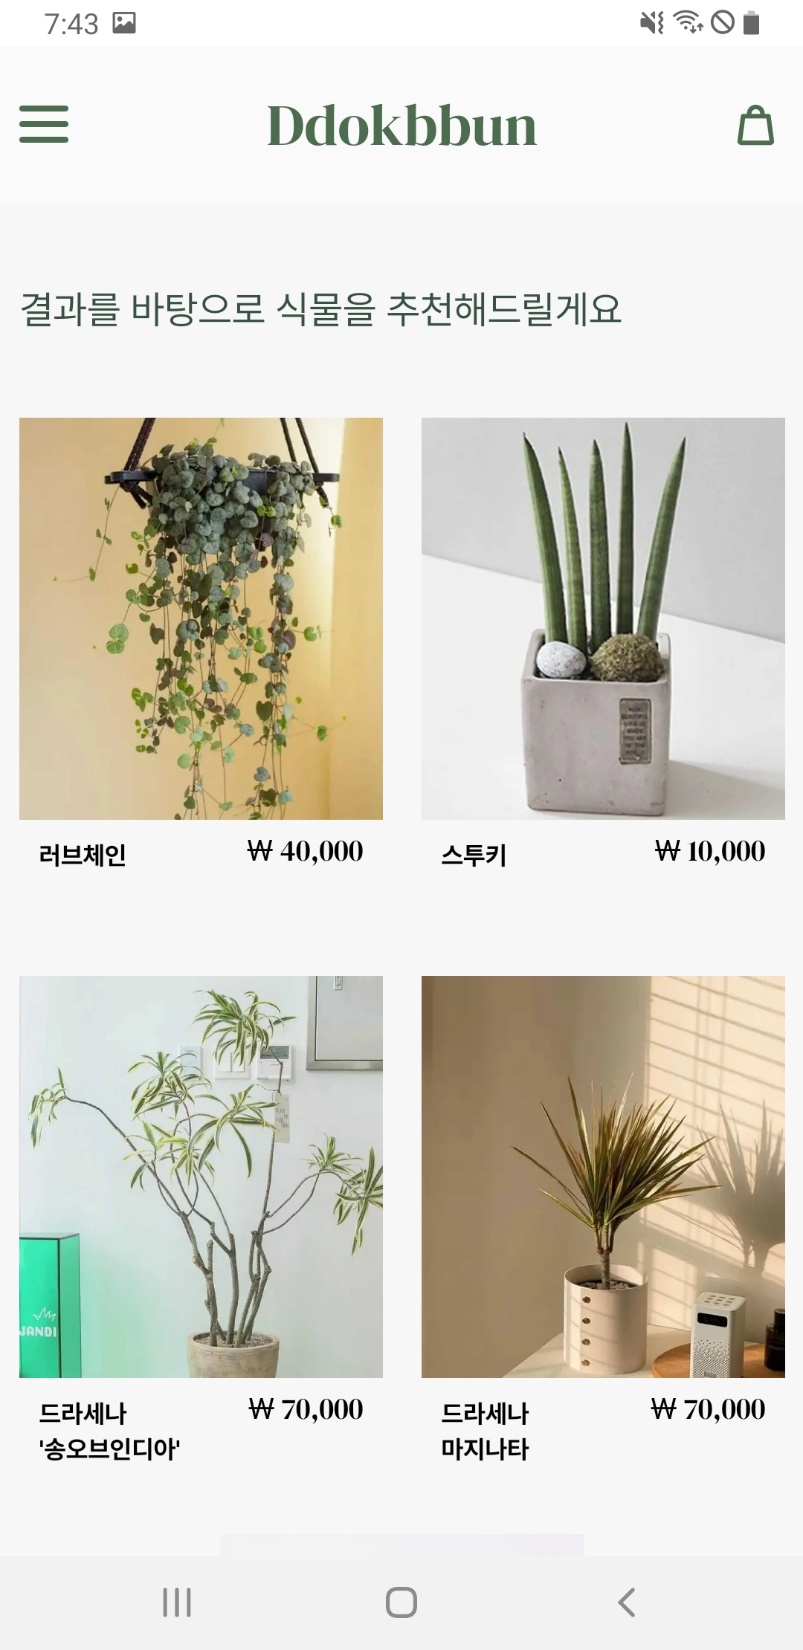 7:43
Ddokbbun
결과를 바탕으로 식물을 추천해드릴게요
러브체인 ₩ 40,000
스투키 ₩ 10,000
JANDI
드라세나 ₩ 70,000
'송오브인디아'
드라세나 ₩ 70,000
마지나타